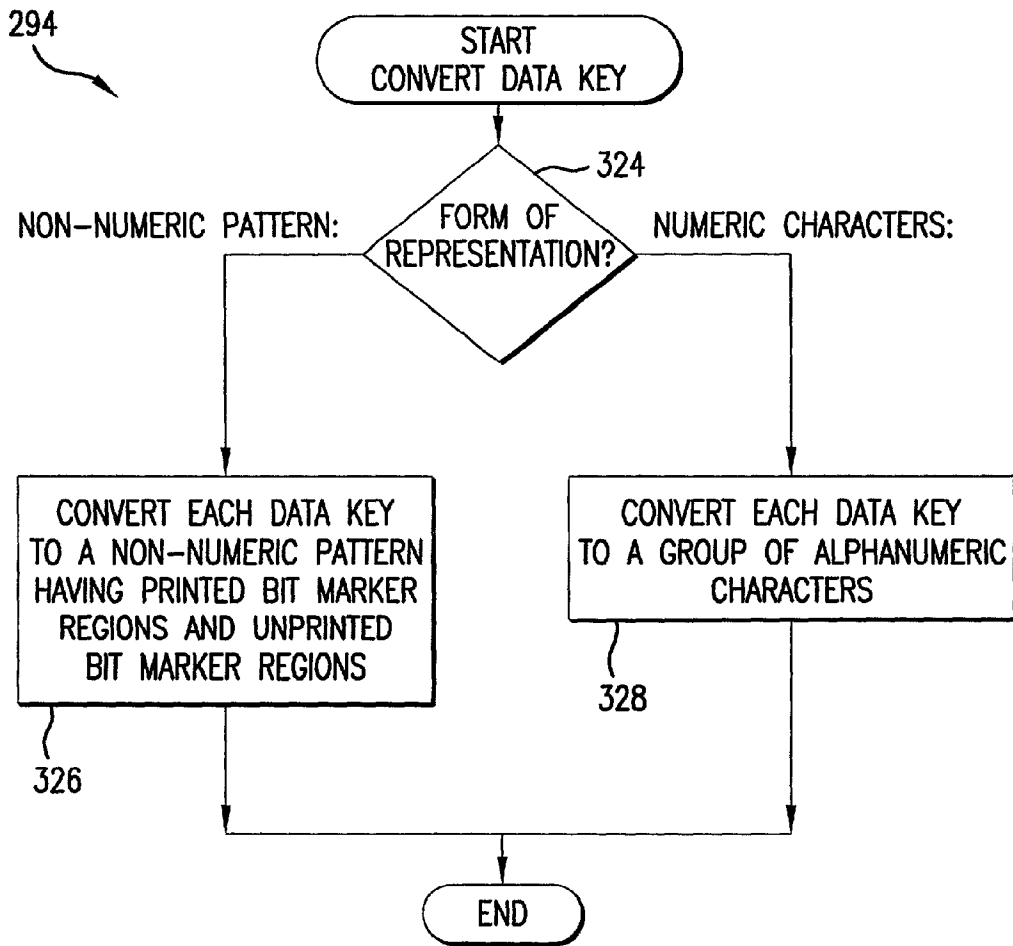 294
START
CONVERT DATA KEY
324
NON-NUMERIC PATTERN:
FORM OF
REPRESENTATION?
NUMERIC CHARACTERS:
CONVERT EACH DATA KEY
TO A NON-NUMERIC PATTERN
HAVING PRINTED BIT MARKER
REGIONS AND UNPRINTED
BIT MARKER REGIONS
326
CONVERT EACH DATA KEY
TO A GROUP OF ALPHANUMERIC
CHARACTERS
328
END